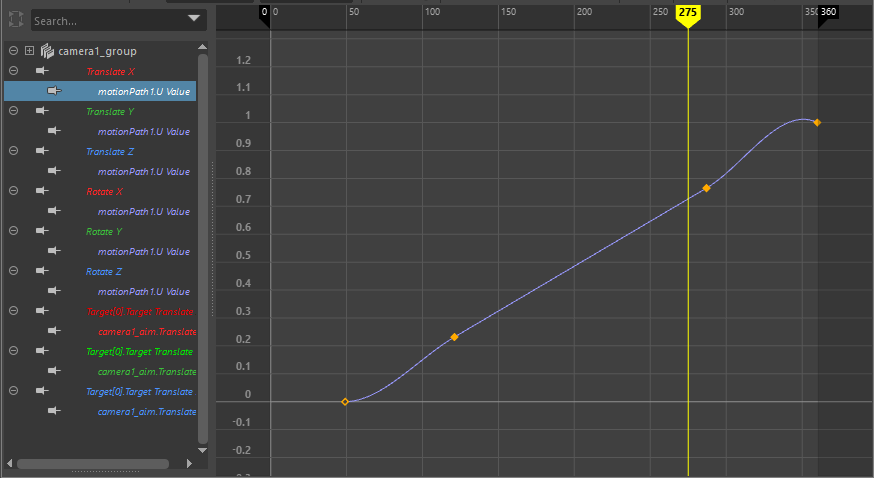 Search...
0 0 50 100 150 200 250 275 300 350 360
camera1_group
Translate X
motionPath1.U Value
Translate Y
motionPath1.U Value
Translate Z
motionPath1.U Value
Rotate X
motionPath1.U Value
Rotate Y
motionPath1.U Value
Rotate Z
motionPath1.U Value
Target[0].Target Translate
camera1_aim.Translate
Target[0].Target Translate
camera1_aim.Translate
Target[0].Target Translate
camera1_aim.Translate
1.2
1.1
1
0.9
0.8
0.7
0.6
0.5
0.4
0.3
0.2
0.1
0
-0.1
-0.2